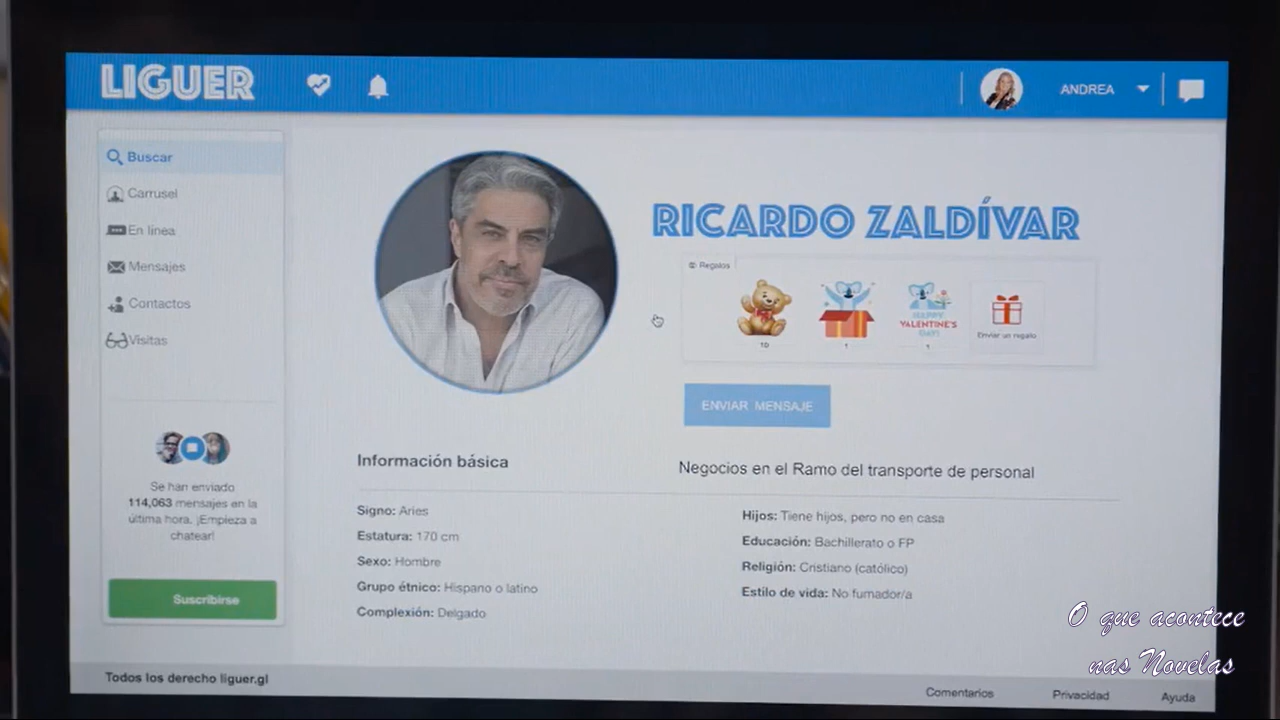 LIGUER
ANDREA
Buscar
Carrusel
En línea
Mensajes
Contactos
Visitas
Se han enviado
114,063 mensajes en la
última hora. ¡Empieza a
chatear!
Suscribirse
RICARDO ZALDÍVAR
Regalos
10
1
HAPPY
VALENTINE'S
DAY!
1
Enviar un regalo
ENVIAR MENSAJE
Información básica
Negocios en el Ramo del transporte de personal
Signo: Aries
Estatura: 170 cm
Sexo: Hombre
Grupo étnico: Hispano o latino
Complexión: Delgado
Hijos: Tiene hijos, pero no en casa
Educación: Bachillerato o FP
Religión: Cristiano (católico)
Estilo de vida: No fumador/a
Todos los derecho liguer.gl
Comentarios
Privacidad
Ayuda
O que acontece
nas Novelas